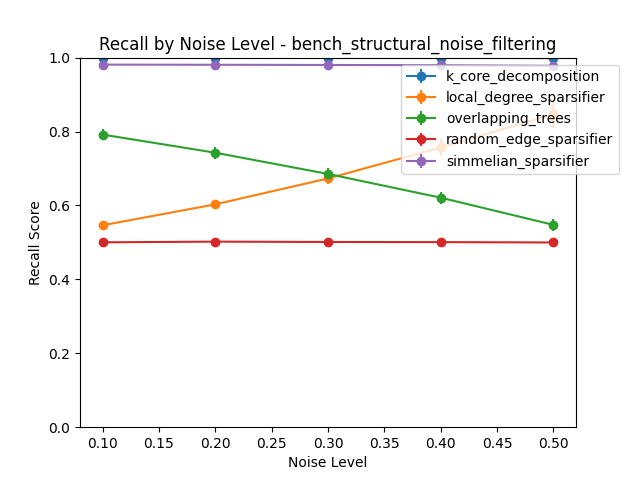 Recall by Noise Level - bench_structural_noise_filtering
1.0
0.8
0.6
0.4
0.2
0.0
Recall Score
k_core_decomposition
local_degree_sparsifier
overlapping_trees
random_edge_sparsifier
simmelian_sparsifier
0.10 0.15 0.20 0.25 0.30 0.35 0.40 0.45 0.50
Noise Level